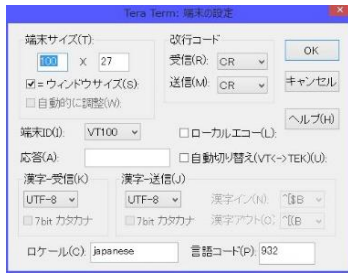 Tera Term: 端末の設定
端末サイズ(T):
100 X 27
=ウィンドウサイズ(S):
自動的に調整(W):
改行コード
受信(R): CR
送信(M): CR
OK
キャンセル
ヘルプ(H)
端末ID(I): VT100
ローカルエコー(L):
応答(A):
自動切り替え(VT<->TEK)(U):
漢字-受信(K)
UTF-8
7bit カタカナ
漢字-送信(J)
UTF-8
漢字イン(N): ^[$B
7bit カタカナ
漢字アウト(O): ^[(B
ロケール(C): japanese
言語コード(P): 932